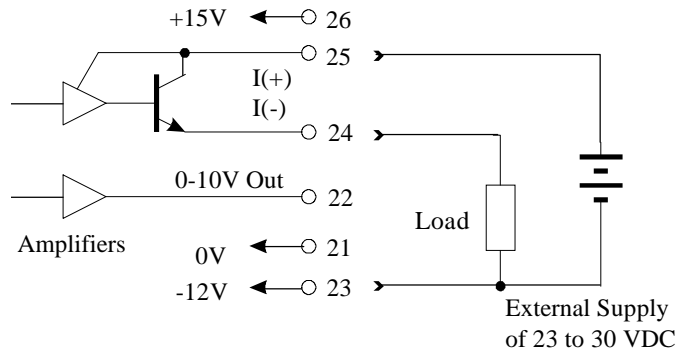 +15V 26
25
I(+)
I(-)
24
0-10V Out 22
Amplifiers
Load
0V 21
-12V 23
External Supply
of 23 to 30 VDC